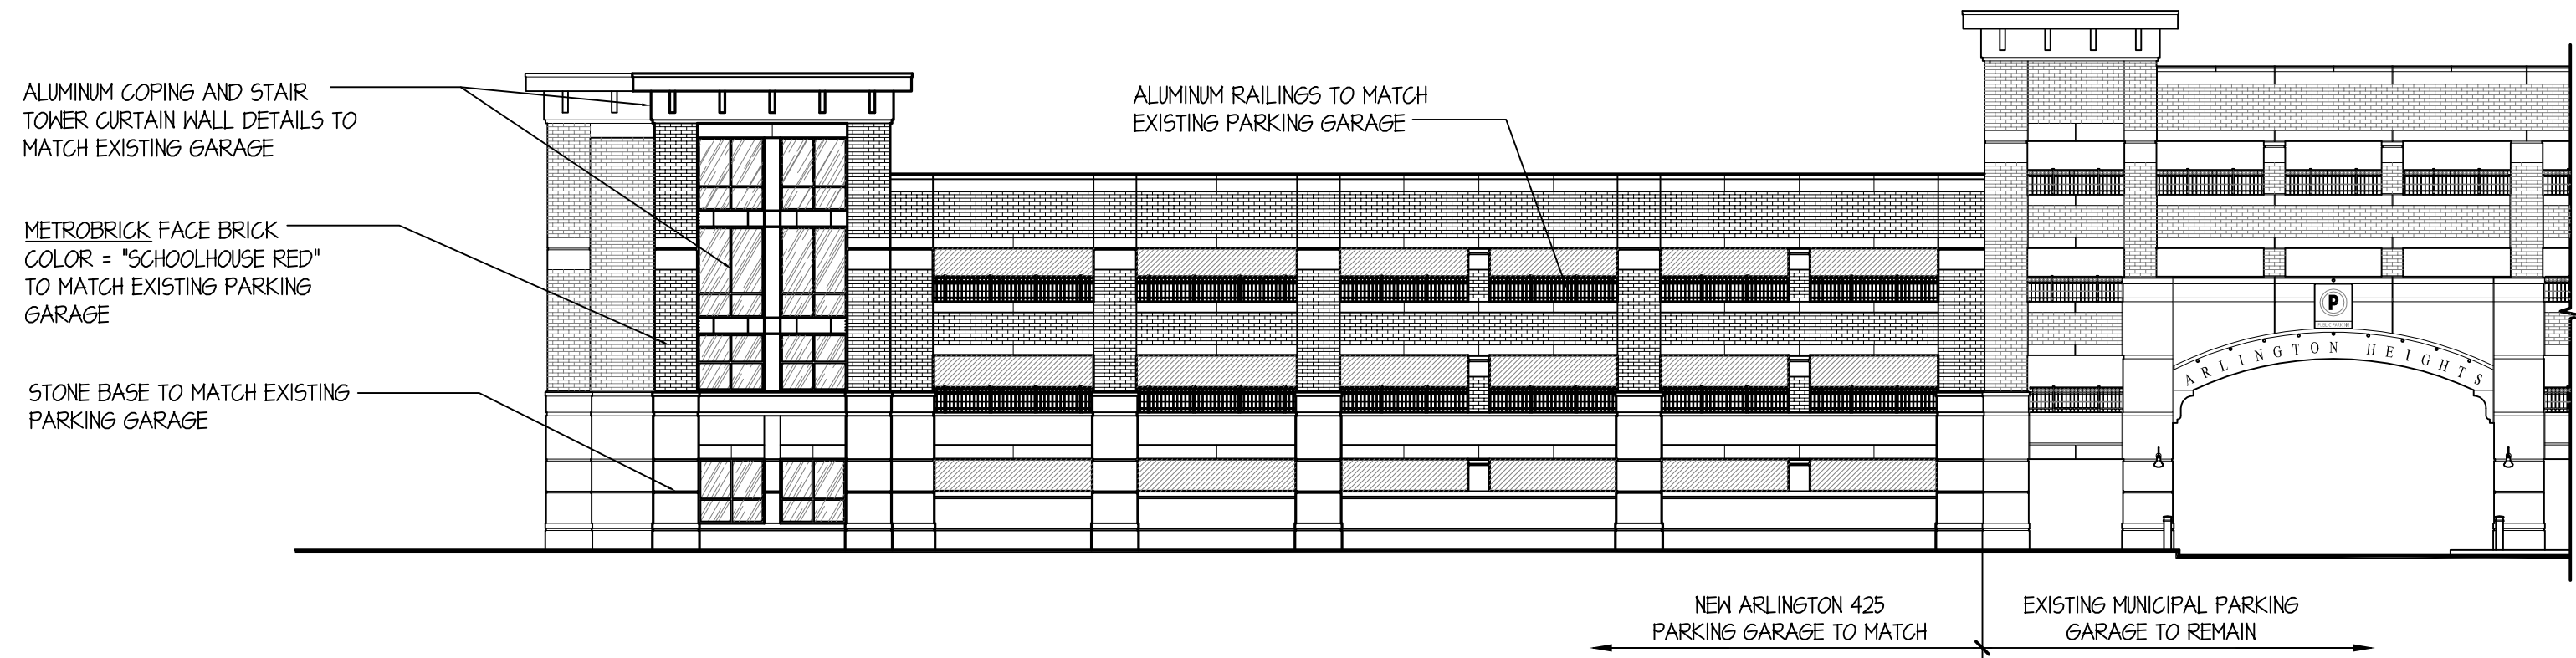 ALUMINUM COPING AND STAIR
TOWER CURTAIN WALL DETAILS TO
MATCH EXISTING GARAGE
METROBRICK FACE BRICK
COLOR = "SCHOOLHOUSE RED"
TO MATCH EXISTING PARKING
GARAGE
STONE BASE TO MATCH EXISTING
PARKING GARAGE
ALUMINUM RAILINGS TO MATCH
EXISTING PARKING GARAGE
P
ARLINGTON HEIGHTS
NEW ARLINGTON 425
PARKING GARAGE TO MATCH
EXISTING MUNICIPAL PARKING
GARAGE TO REMAIN